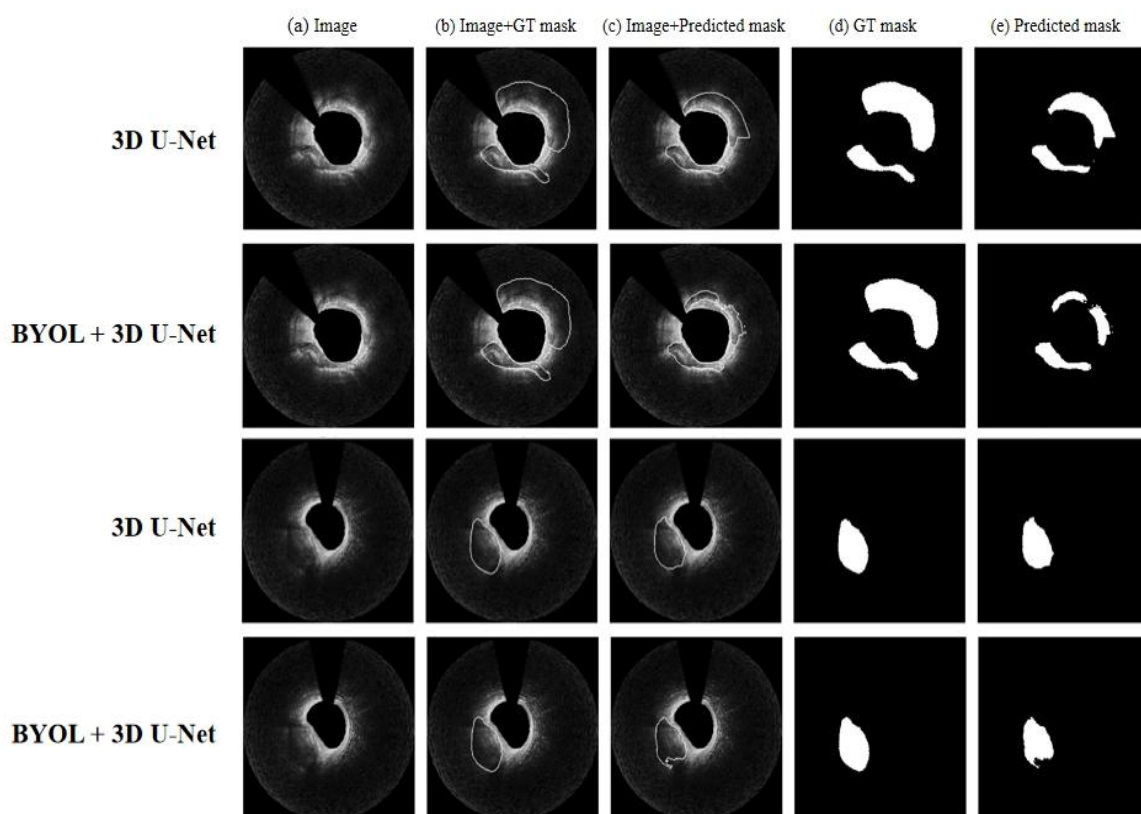 (a) Image (b) Image+GT mask (c) Image+Predicted mask (d) GT mask (e) Predicted mask
3D U-Net
BYOL + 3D U-Net
3D U-Net
BYOL + 3D U-Net